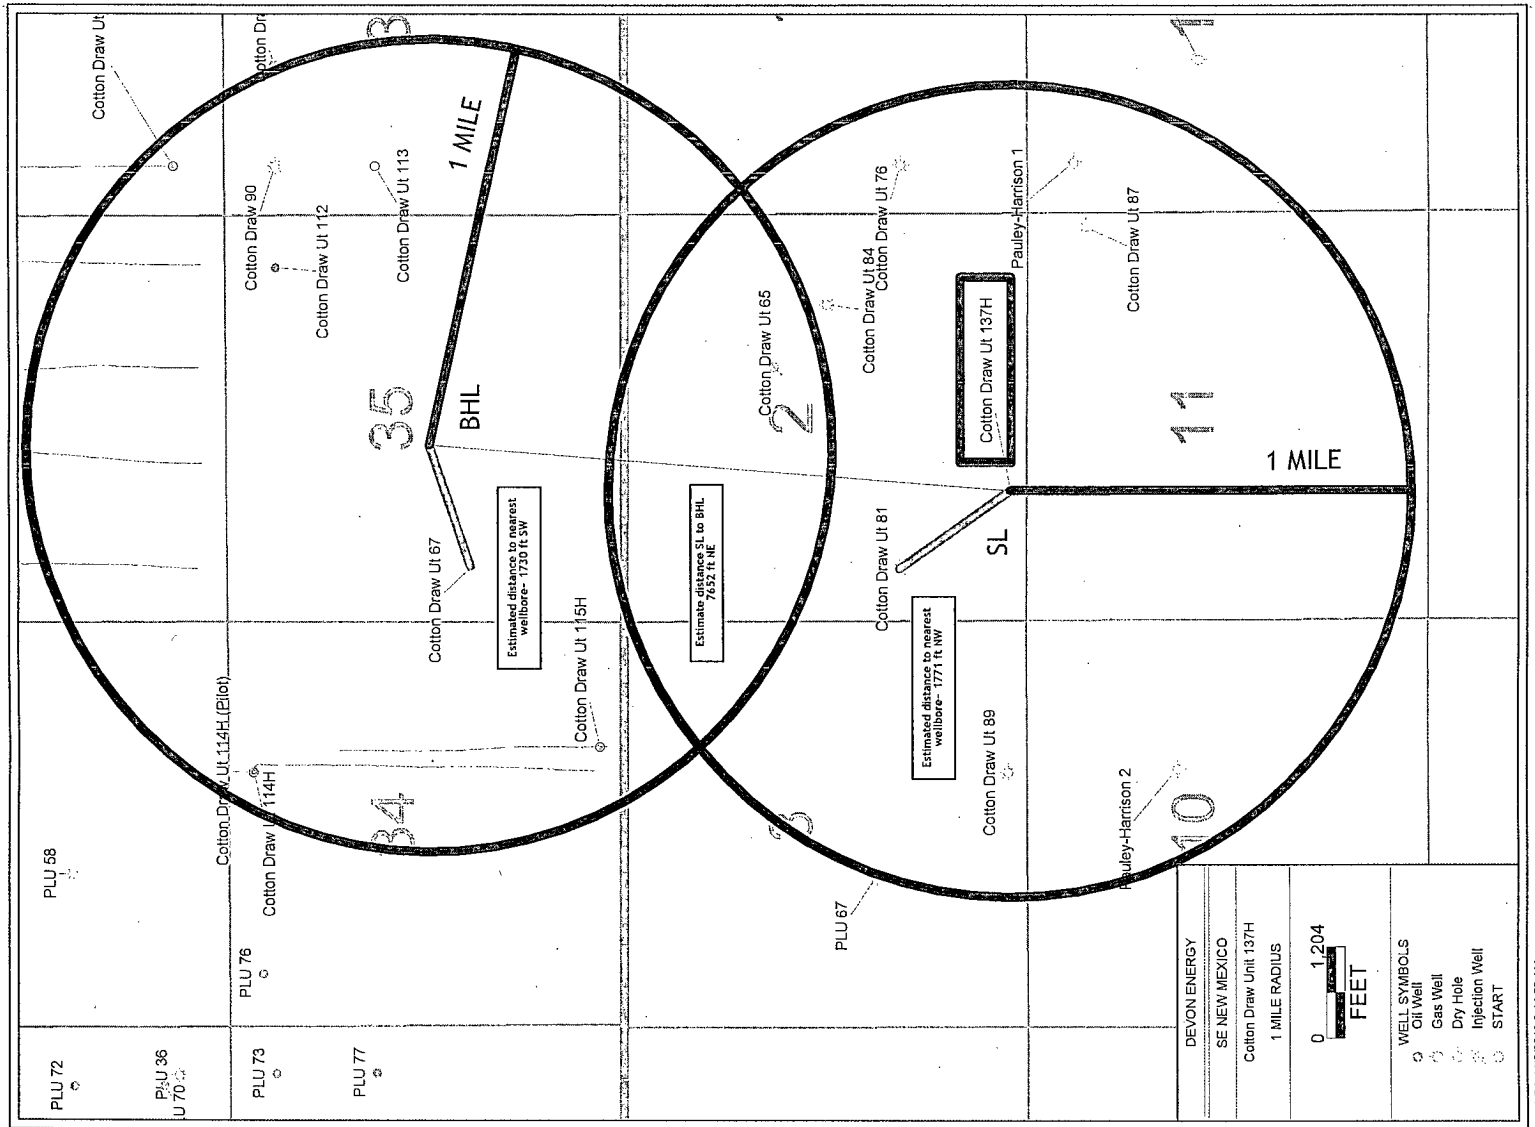 3
1
Cotton Draw Ut
1 MILE
Cotton Draw 90
Cotton Draw Ut 112
Cotton Draw Ut 113
Cotton Draw Ut 76
Pauley-Harrison 1
Cotton Draw Ut 84
Cotton Draw Ut 87
Cotton Draw Ut 65
Cotton Draw Ut 137H
35
BHL
2
11
1 MILE
SL
Cotton Draw Ut 67
Cotton Draw Ut 81
Estimated distance to nearest
wellbore- 1730 ft SW
Estimate distance SL to BHL
7652 ft NE
Estimated distance to nearest
wellbore- 1771 ft NW
Cotton Draw Ut 115H
Cotton Draw Ut 114H (Pilot)
Cotton Draw Ut 114H
34
3
Cotton Draw Ut 89
Pauley-Harrison 2
10
PLU 58
PLU 67
PLU 76
PLU 72
PLU 36
U 70
PLU 73
PLU 77
DEVON ENERGY
SE NEW MEXICO
Cotton Draw Unit 137H
1 MILE RADIUS
0 1,204
FEET
WELL SYMBOLS
Oil Well
Gas Well
Dry Hole
Injection Well
START